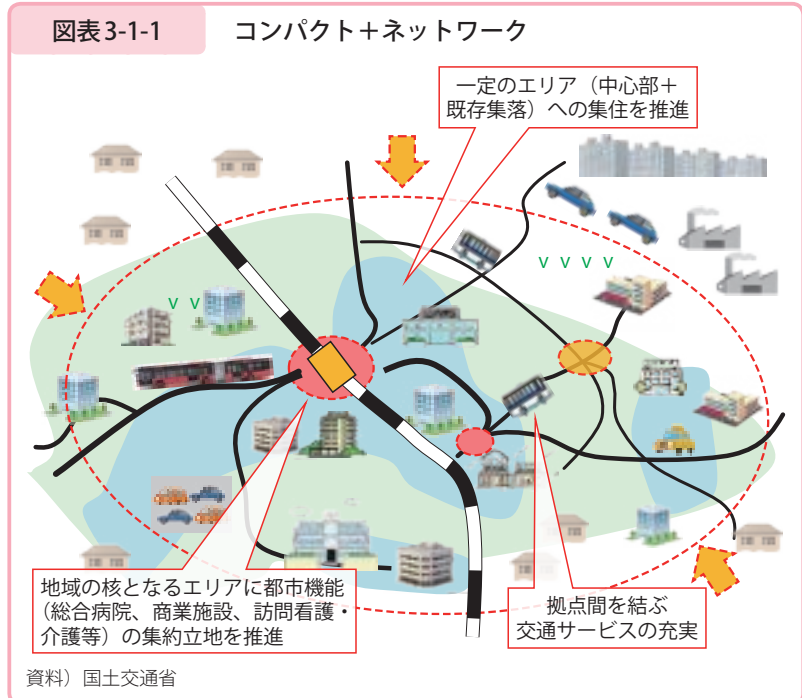 図表3-1-1 コンパクト+ネットワーク
一定のエリア（中心部+
既存集落）への集住を推進
v v v v
v v
地域の核となるエリアに都市機能
（総合病院、商業施設、訪問看護・
介護等）の集約立地を推進
拠点間を結ぶ
交通サービスの充実
資料）国土交通省